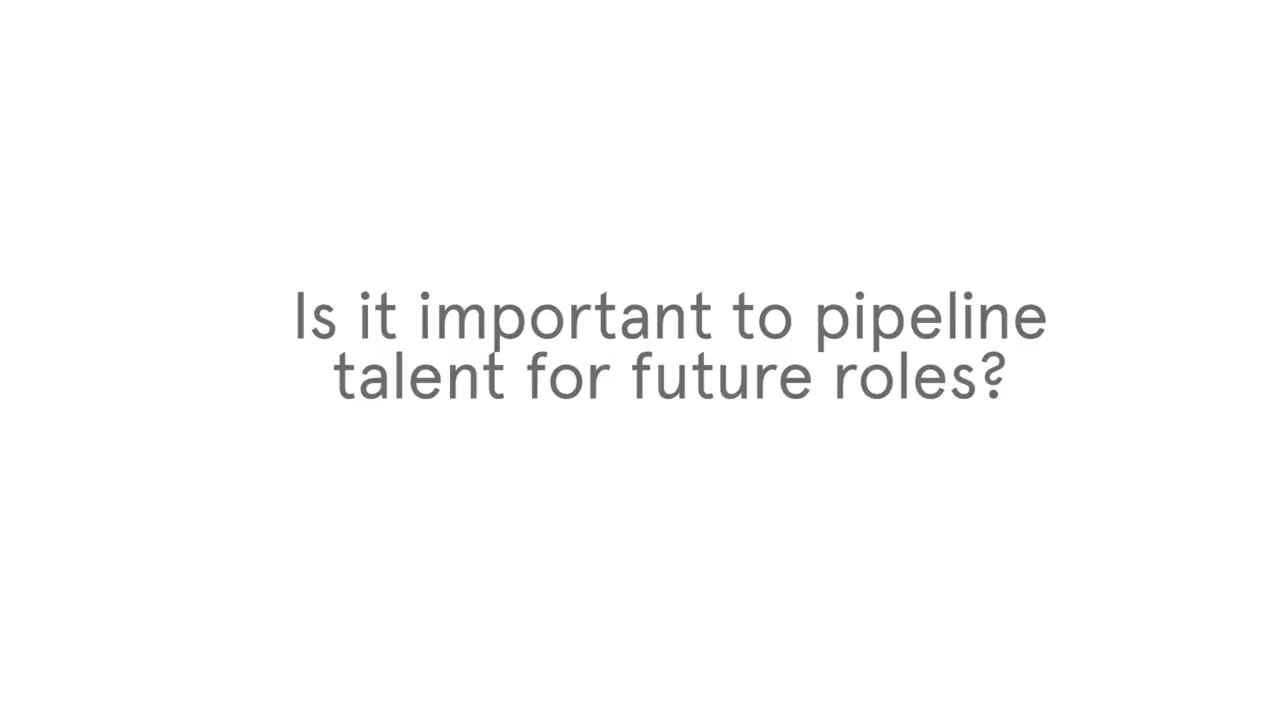 Is it important to pipeline
talent for future roles?